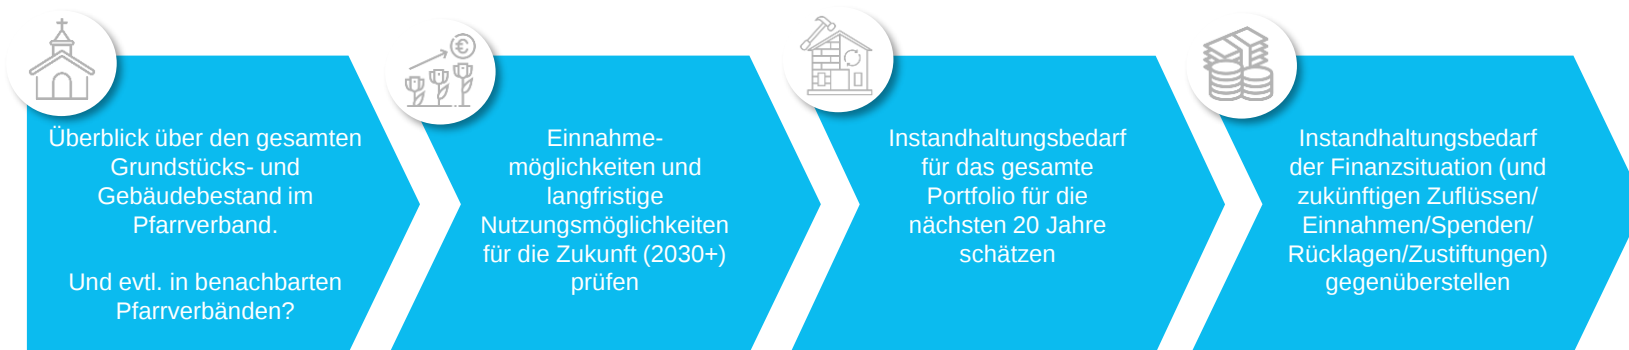 Überblick über den gesamten
Grundstücks- und
Gebäudebestand im
Pfarrverband.
Und evtl. in benachbarten
Pfarrverbänden?
€
Einnahme-
möglichkeiten und
langfristige
Nutzungsmöglichkeiten
für die Zukunft (2030+)
prüfen
Instandhaltungsbedarf
für das gesamte
Portfolio für die
nächsten 20 Jahre
schätzen
Instandhaltungsbedarf
der Finanzsituation (und
zukünftigen Zuflüssen/
Einnahmen/Spenden/
Rücklagen/Zustiftungen)
gegenüberstellen